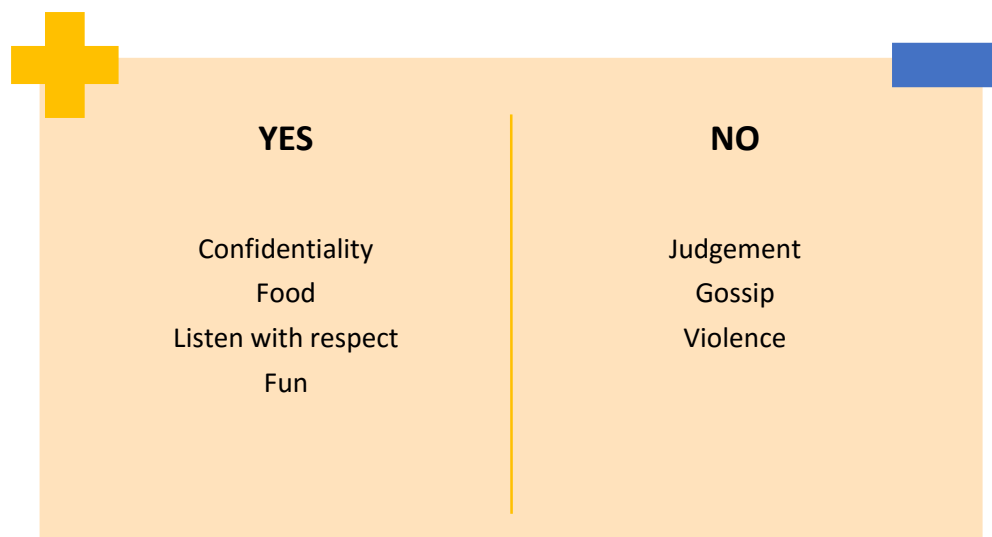 YES
Confidentiality
Food
Listen with respect
Fun
NO
Judgement
Gossip
Violence